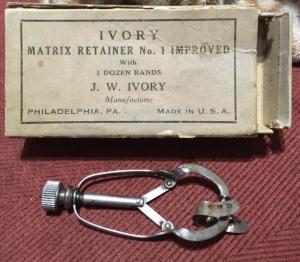 IVORY
MATRIX RETAINER No. 1 IMPROVED
With
1 DOZEN BANDS
J. W. IVORY
Manufacturer
PHILADELPHIA, PA. MADE IN U.S.A.